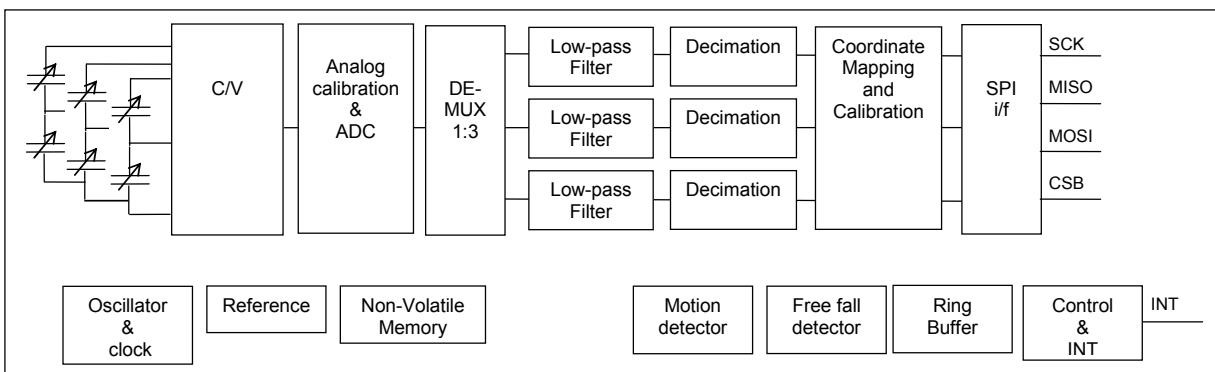 C/V
Analog
calibration
&
ADC
DE-
MUX
1:3
Low-pass
Filter
Decimation
Low-pass
Filter
Decimation
Low-pass
Filter
Decimation
Coordinate
Mapping
and
Calibration
SPI
i/f
SCK
MISO
MOSI
CSB
Oscillator
&
clock
Reference
Non-Volatile
Memory
Motion
detector
Free fall
detector
Ring
Buffer
Control
&
INT
INT